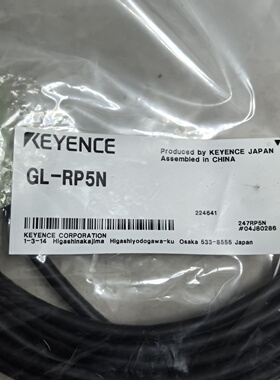 KEYENCE
Produced by KEYENCE JAPAN
Assembled in CHINA
GL-RP5N
224641
247RP5N
#04J80286
KEYENCE CORPORATION
1-3-14 Higashinakajima Higashiyodogawa-ku Osaka 533-8555 Japan